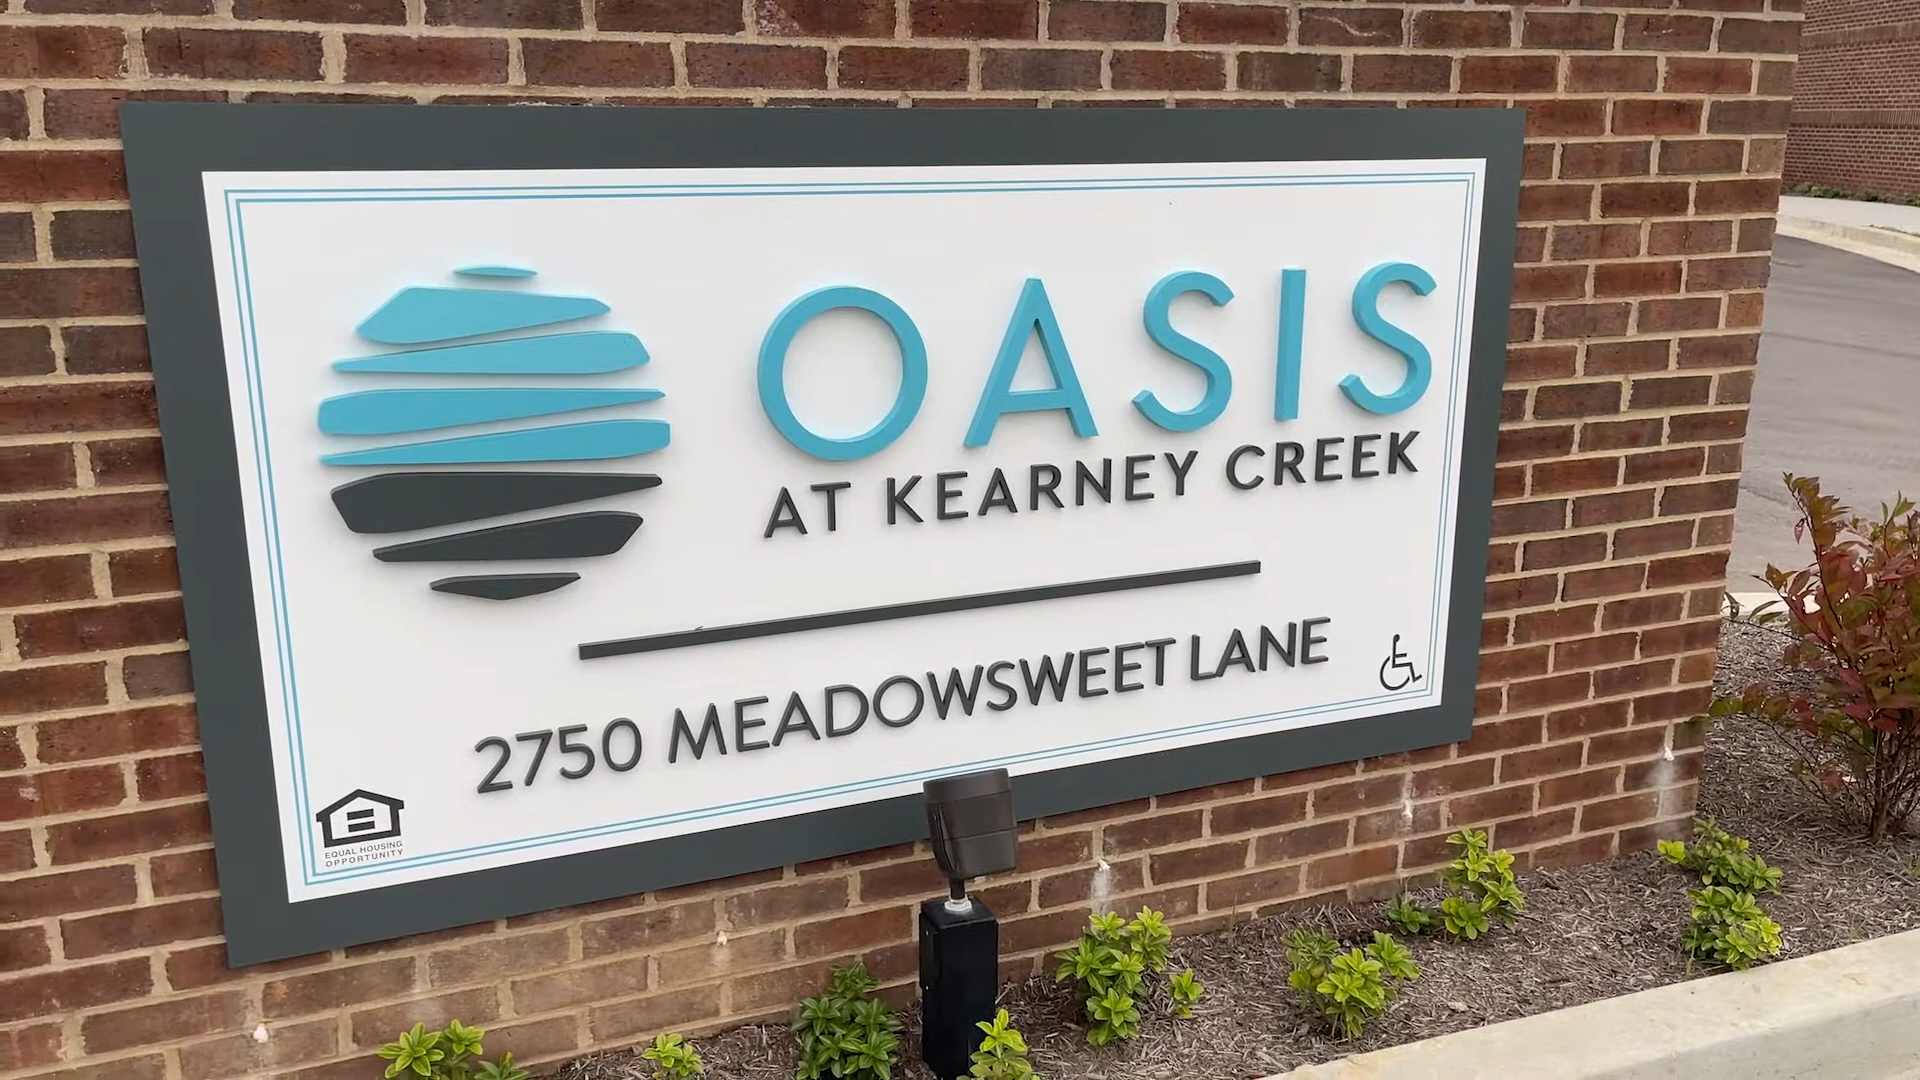 OASIS
AT KEARNEY CREEK
2750 MEADOWSWEET LANE
EQUAL HOUSING
OPPORTUNITY